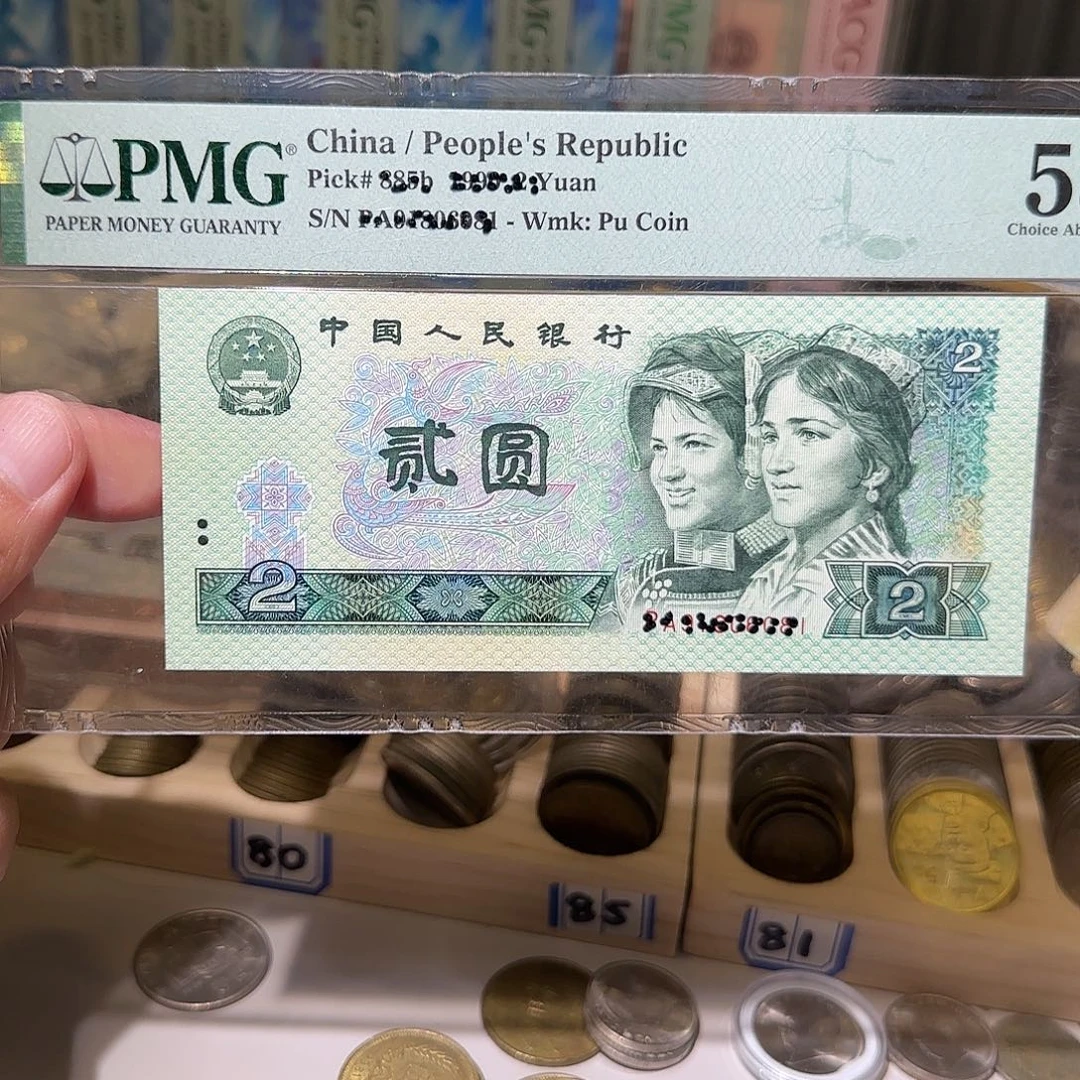 PMG®
PAPER MONEY GUARANTY
China / People's Republic
Pick# 2 Yuan
S/N - Wmk: Pu Coin
5
Choice
中国人民银行
2
贰圆
2
2
80
85
81